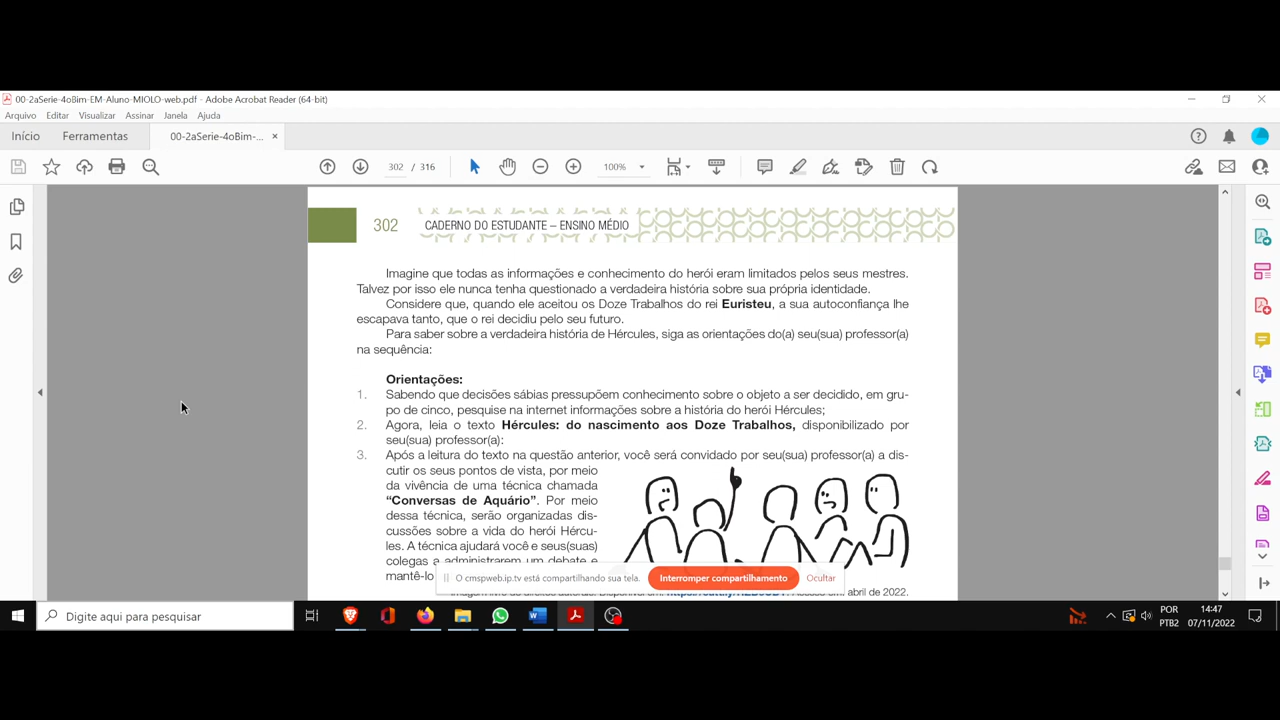 00-2aSerie-4oBim-EM-Aluno-MIOLO-web.pdf - Adobe Acrobat Reader (64-bit)
Arquivo Editar Visualizar Assinar Janela Ajuda
Início Ferramentas 00-2aSerie-4oBim-... ×
302 / 316 100%
302 CADERNO DO ESTUDANTE – ENSINO MÉDIO
Imagine que todas as informações e conhecimento do herói eram limitados pelos seus mestres.
Talvez por isso ele nunca tenha questionado a verdadeira história sobre sua própria identidade.
Considere que, quando ele aceitou os Doze Trabalhos do rei Euristeu, a sua autoconfiança lhe
escapava tanto, que o rei decidiu pelo seu futuro.
Para saber sobre a verdadeira história de Hércules, siga as orientações do(a) seu(sua) professor(a)
na sequência:
Orientações:
1. Sabendo que decisões sábias pressupõem conhecimento sobre o objeto a ser decidido, em gru-
po de cinco, pesquise na internet informações sobre a história do herói Hércules;
2. Agora, leia o texto Hércules: do nascimento aos Doze Trabalhos, disponibilizado por
seu(sua) professor(a):
3. Após a leitura do texto na questão anterior, você será convidado por seu(sua) professor(a) a dis-
cutir os seus pontos de vista, por meio
da vivência de uma técnica chamada
“Conversas de Aquário”. Por meio
dessa técnica, serão organizadas dis-
cussões sobre a vida do herói Hércu-
les. A técnica ajudará você e seus(suas)
colegas a administrarem um debate e
mantê-lo
O cmspweb.ip.tv está compartilhando sua tela. Interromper compartilhamento Ocultar
abril de 2022.
Digite aqui para pesquisar
POR 14:47
PTB2 07/11/2022